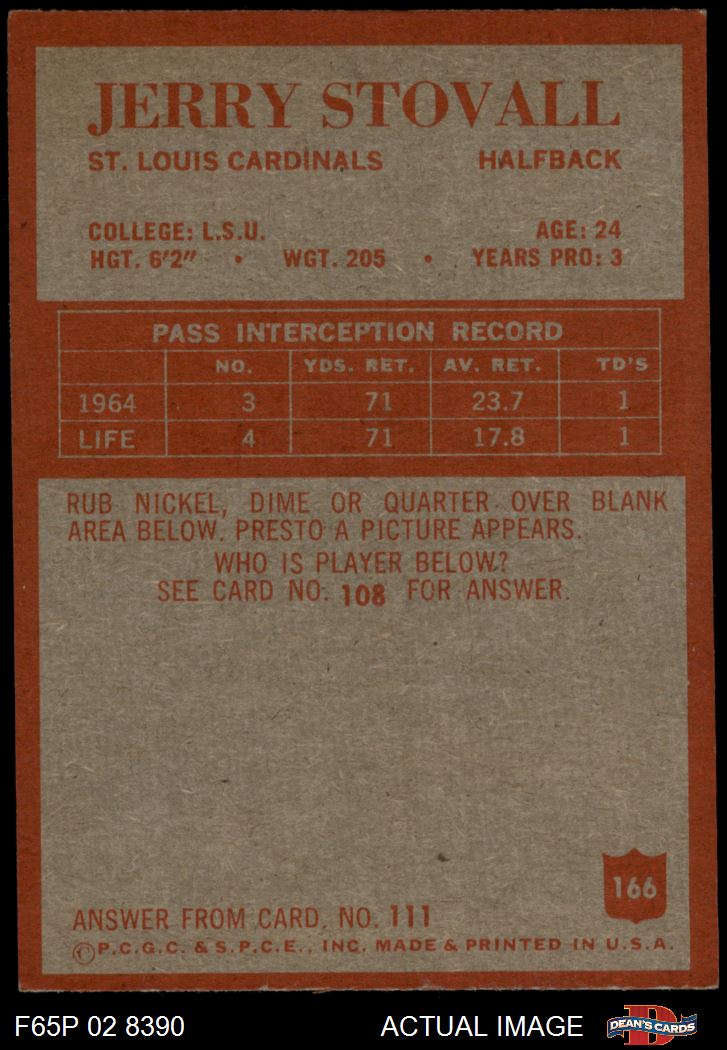 JERRY STOVALL
ST. LOUIS CARDINALS HALFBACK
COLLEGE: L.S.U. AGE: 24
HGT. 6'2" • WGT. 205 • YEARS PRO: 3
PASS INTERCEPTION RECORD
NO. YDS. RET. AV. RET. TD'S
1964 3 71 23.7 1
LIFE 4 71 17.8 1
RUB NICKEL, DIME OR QUARTER OVER BLANK
AREA BELOW. PRESTO A PICTURE APPEARS.
WHO IS PLAYER BELOW?
SEE CARD NO. 108 FOR ANSWER.
166
ANSWER FROM CARD. NO. 111
©P.C.G.C. & S.P.C.E., INC. MADE & PRINTED IN U.S.A.
F65P 02 8390 ACTUAL IMAGE D DEAN'S CARDS